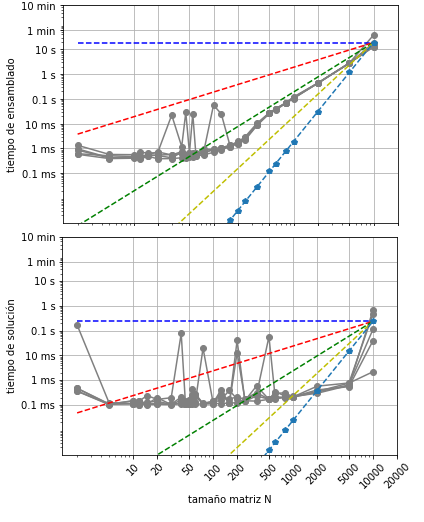 10 min
1 min
10 s
1 s
0.1 s
10 ms
1 ms
0.1 ms
tiempo de ensamblado
10 min
1 min
10 s
1 s
0.1 s
10 ms
1 ms
0.1 ms
tiempo de solución
10 20 50 100 200 500 1000 2000 5000 10000 20000
tamaño matriz N